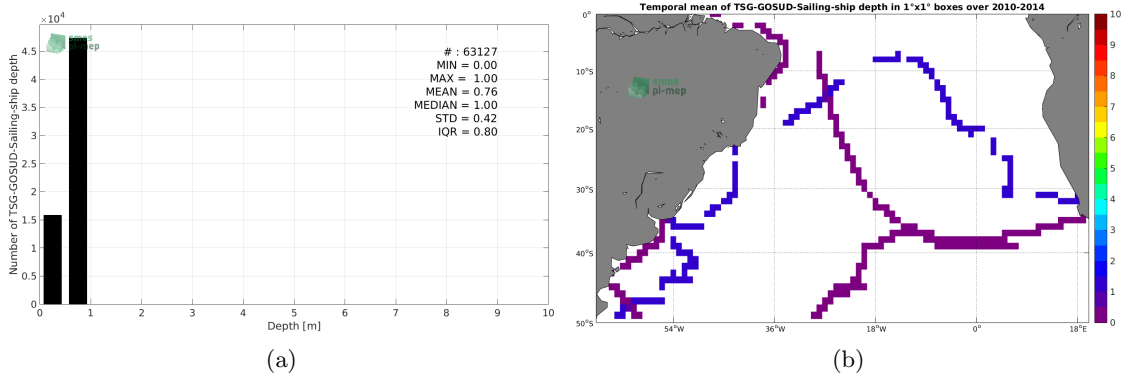 ×10⁴
4.5
4
3.5
3
2.5
2
1.5
1
0.5
0
Number of TSG-GOSUD-Sailing-ship depth
smos
pi-mep
# : 63127
MIN = 0.00
MAX = 1.00
MEAN = 0.76
MEDIAN = 1.00
STD = 0.42
IQR = 0.80
0 1 2 3 4 5 6 7 8 9 10
Depth [m]
(a)
Temporal mean of TSG-GOSUD-Sailing-ship depth in 1°x1° boxes over 2010-2014
0°
10°S
20°S
30°S
40°S
50°S
smos
pi-mep
54°W 36°W 18°W 0° 18°E
10
9
8
7
6
5
4
3
2
1
0
(b)